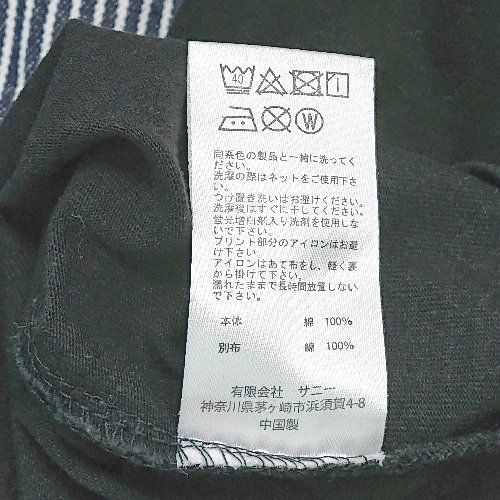 40
W
同系色の製品と一緒に洗ってく
ださい。
洗濯の際はネットをご使用下さ
い。
つけ置き洗いはお避けください。
洗濯後はすぐに干してください。
蛍光増白剤入り洗剤を使用しな
いで下さい。
プリント部分のアイロンはお避
け下さい。
アイロンはあて布をし、軽く裏
から掛けて下さい。
濡れたままで長時間放置しない
で下さい。
本体 綿 100%
別布 綿 100%
有限会社 サニー
神奈川県茅ヶ崎市浜須賀4-8
中国製